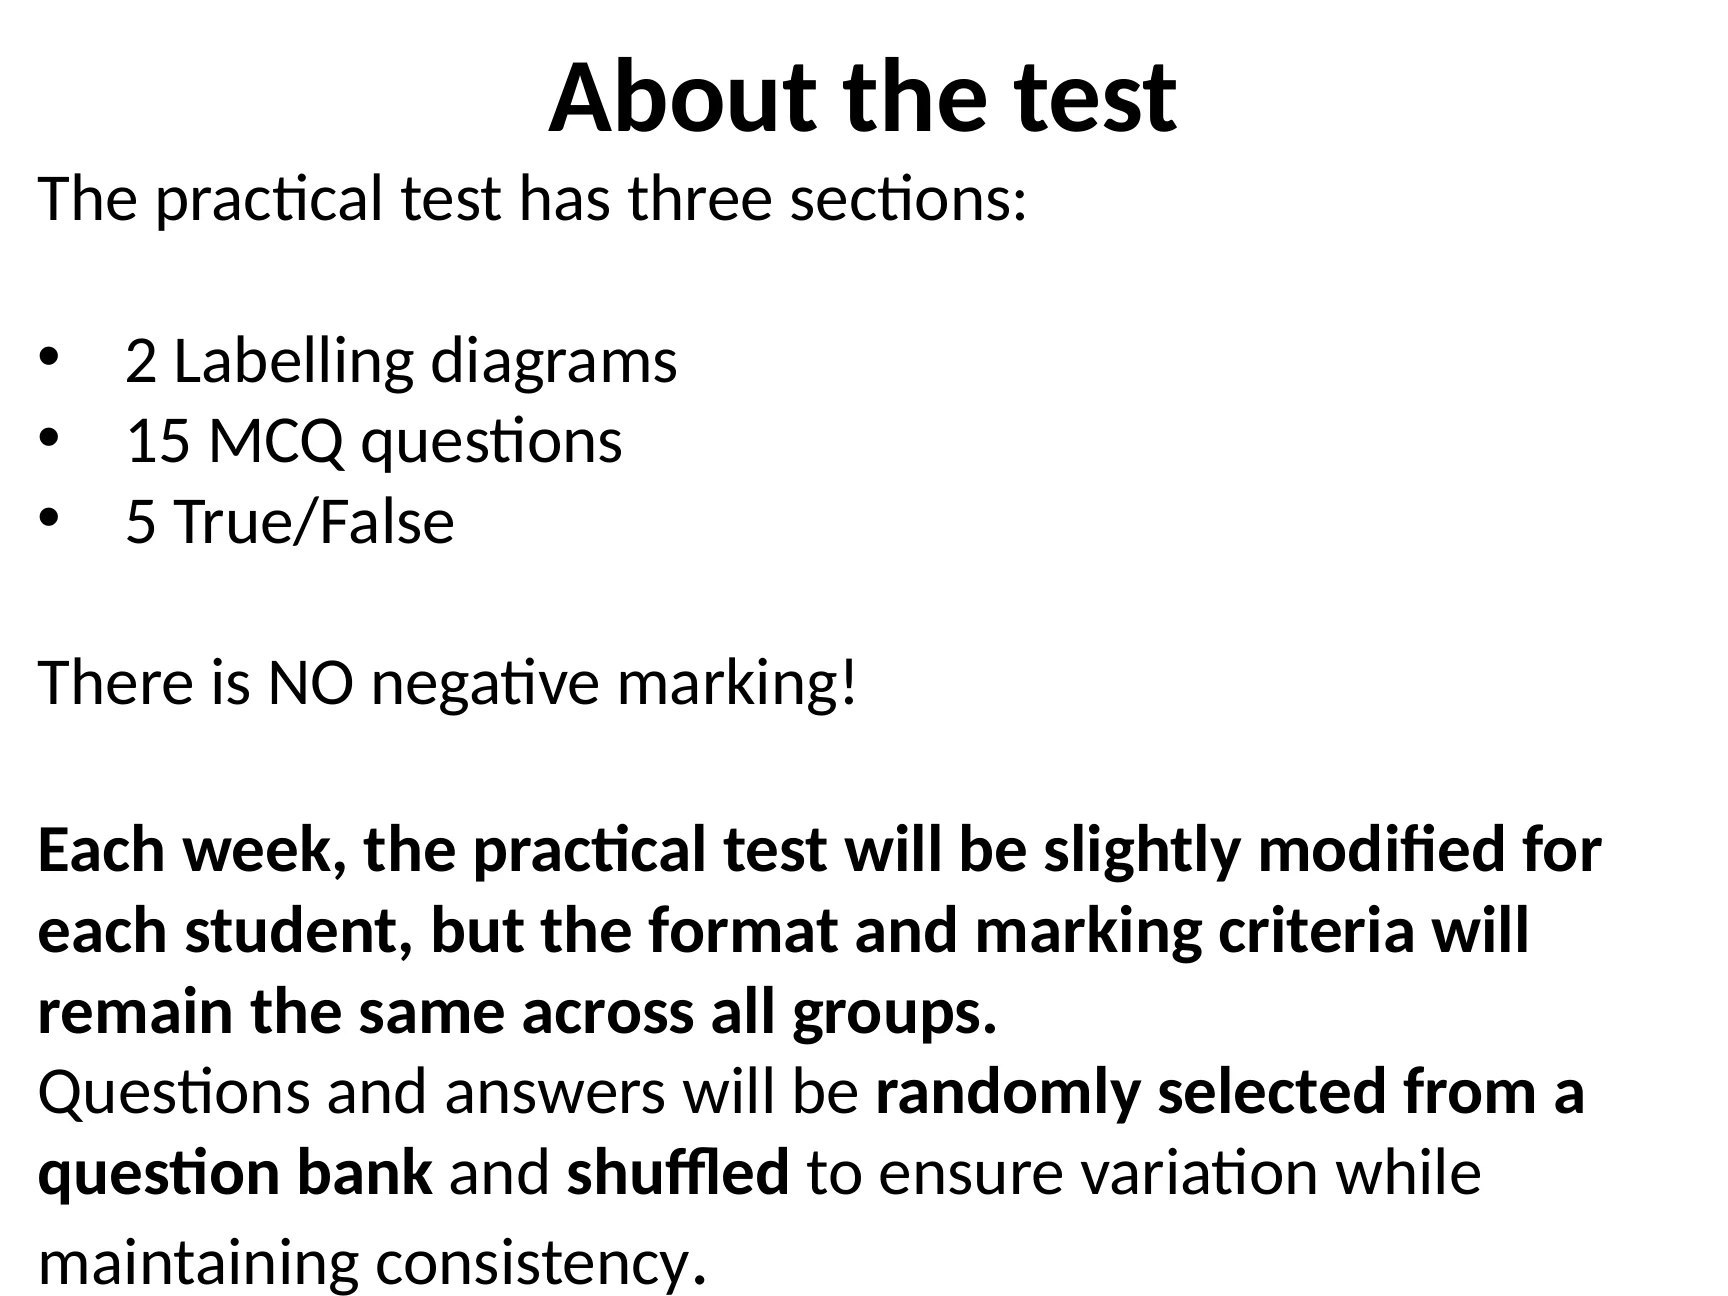 About the test
The practical test has three sections:
• 2 Labelling diagrams
• 15 MCQ questions
• 5 True/False
There is NO negative marking!
Each week, the practical test will be slightly modified for
each student, but the format and marking criteria will
remain the same across all groups.
Questions and answers will be randomly selected from a
question bank and shuffled to ensure variation while
maintaining consistency.